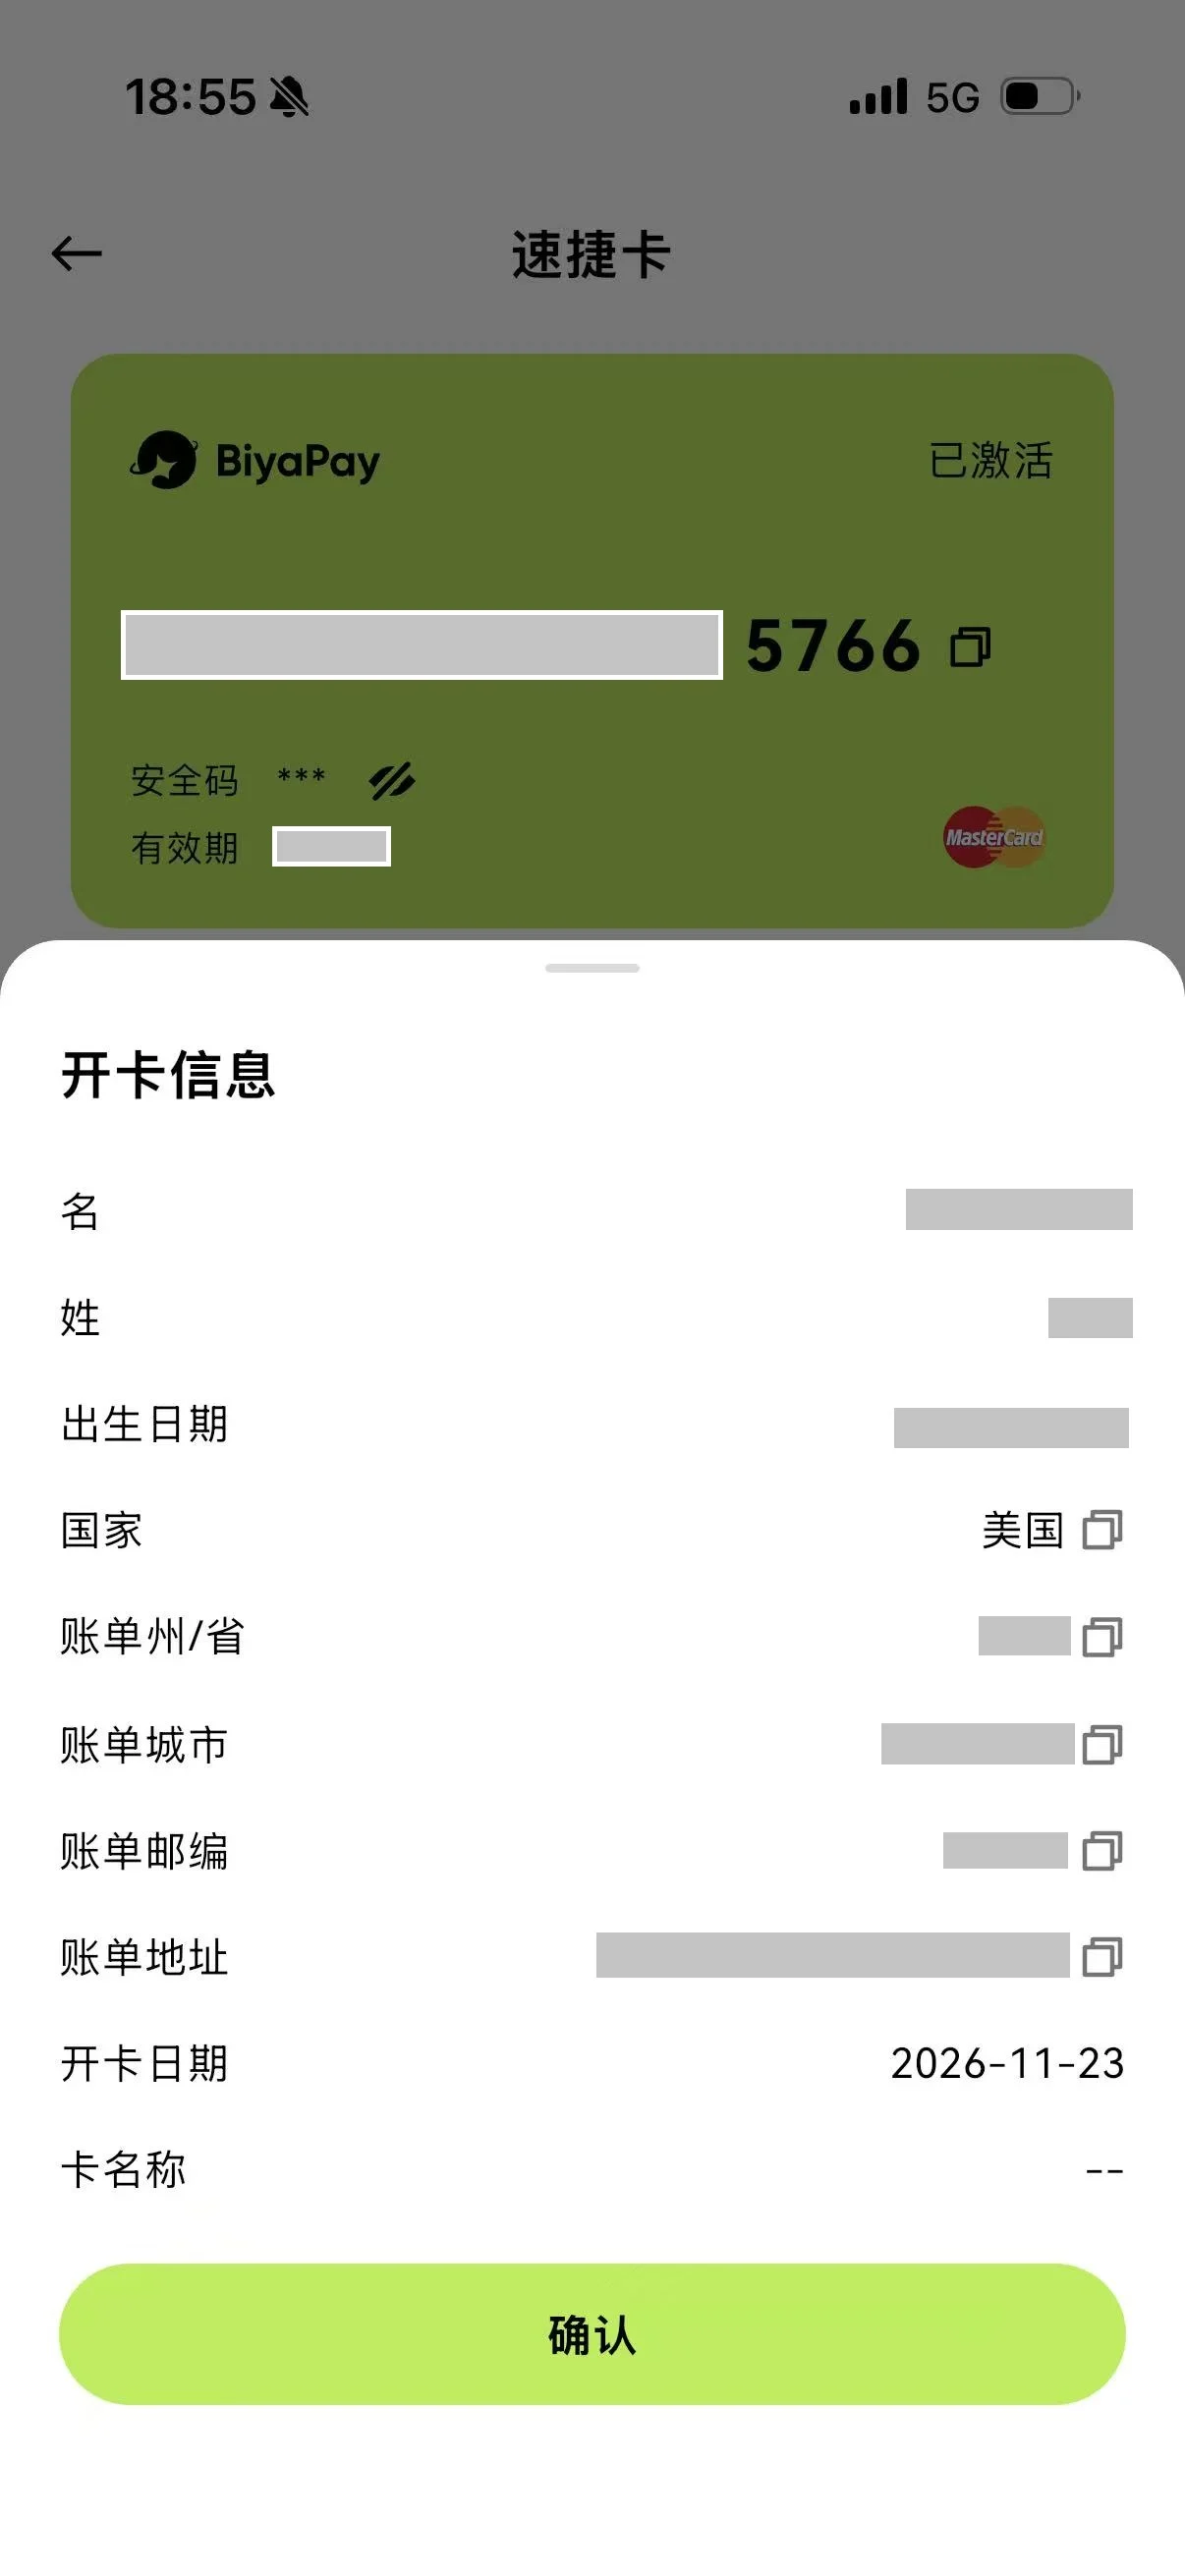 18:55
5G
速捷卡
BiyaPay
已激活
5766
安全码 ***
有效期
MasterCard
开卡信息
名
姓
出生日期
国家 美国
账单州/省
账单城市
账单邮编
账单地址
开卡日期 2026-11-23
卡名称 --
确认